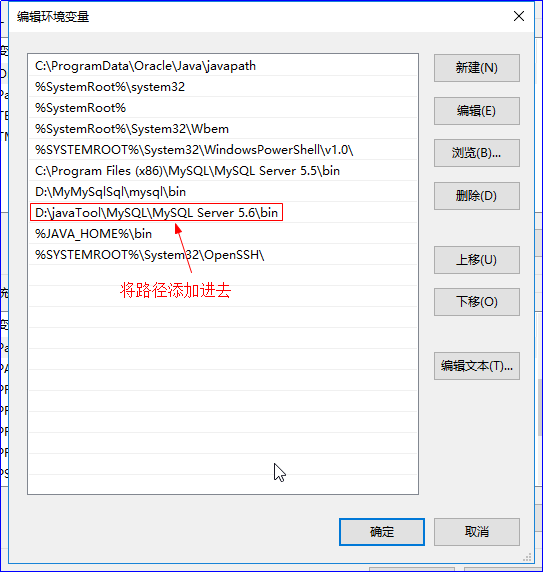 编辑环境变量
C:\ProgramData\Oracle\Java\javapath
%SystemRoot%\system32
%SystemRoot%
%SystemRoot%\System32\Wbem
%SYSTEMROOT%\System32\WindowsPowerShell\v1.0\
C:\Program Files (x86)\MySQL\MySQL Server 5.5\bin
D:\MyMySqlSql\mysql\bin
D:\javaTool\MySQL\MySQL Server 5.6\bin
%JAVA_HOME%\bin
%SYSTEMROOT%\System32\OpenSSH\
将路径添加进去
新建(N)
编辑(E)
浏览(B)...
删除(D)
上移(U)
下移(O)
编辑文本(T)...
确定
取消